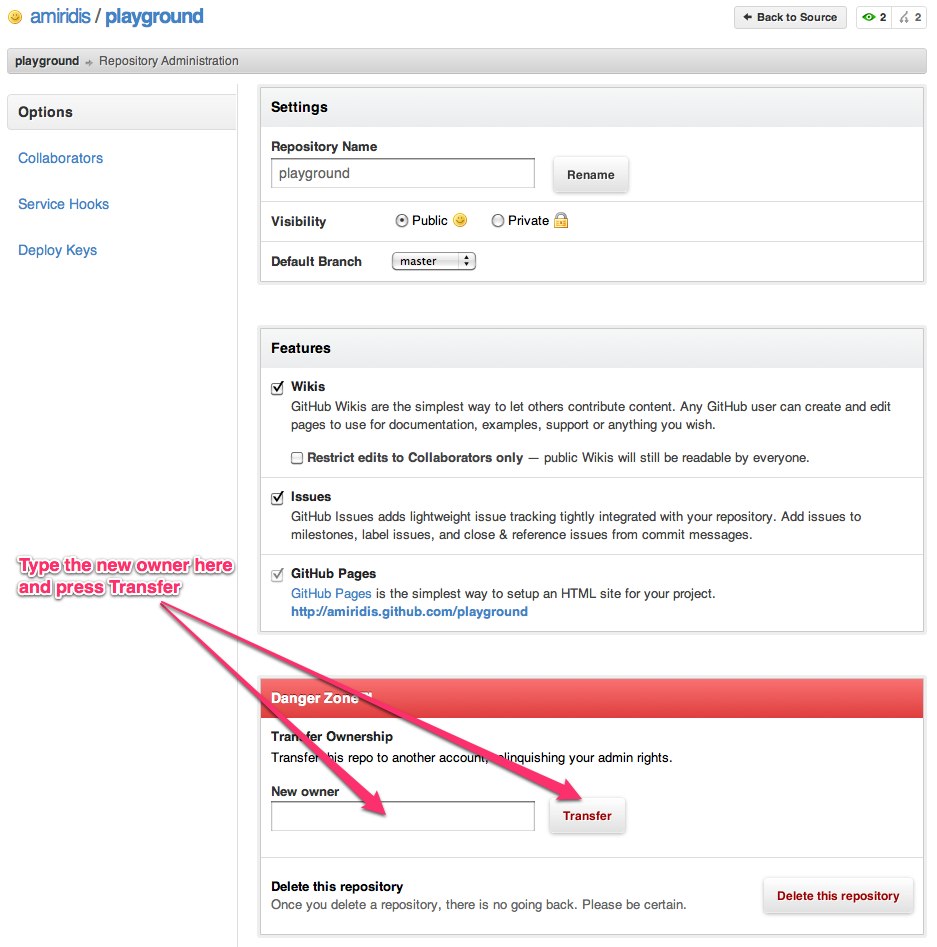 amiridis / playground
Back to Source
2
2
playground Repository Administration
Options
Collaborators
Service Hooks
Deploy Keys
Settings
Repository Name
playground
Rename
Visibility
Public
Private
Default Branch
master
Features
Wikis
GitHub Wikis are the simplest way to let others contribute content. Any GitHub user can create and edit
pages to use for documentation, examples, support or anything you wish.
Restrict edits to Collaborators only — public Wikis will still be readable by everyone.
Issues
GitHub Issues adds lightweight issue tracking tightly integrated with your repository. Add issues to
milestones, label issues, and close & reference issues from commit messages.
GitHub Pages
GitHub Pages is the simplest way to setup an HTML site for your project.
http://amiridis.github.com/playground
Type the new owner here
and press Transfer
Danger Zone™
Transfer Ownership
Transfer this repo to another account, relinquishing your admin rights.
New owner
Transfer
Delete this repository
Once you delete a repository, there is no going back. Please be certain.
Delete this repository